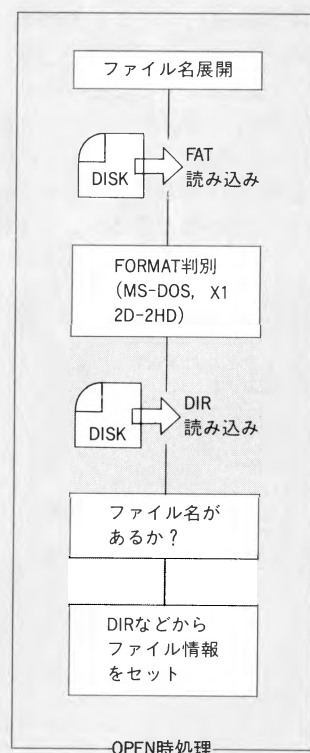 ファイル名展開
FAT
DISK
読み込み
FORMAT判別
(MS-DOS, X1
2D-2HD)
DIR
DISK
読み込み
ファイル名が
あるか？
DIRなどから
ファイル情報
をセット
OPEN時処理